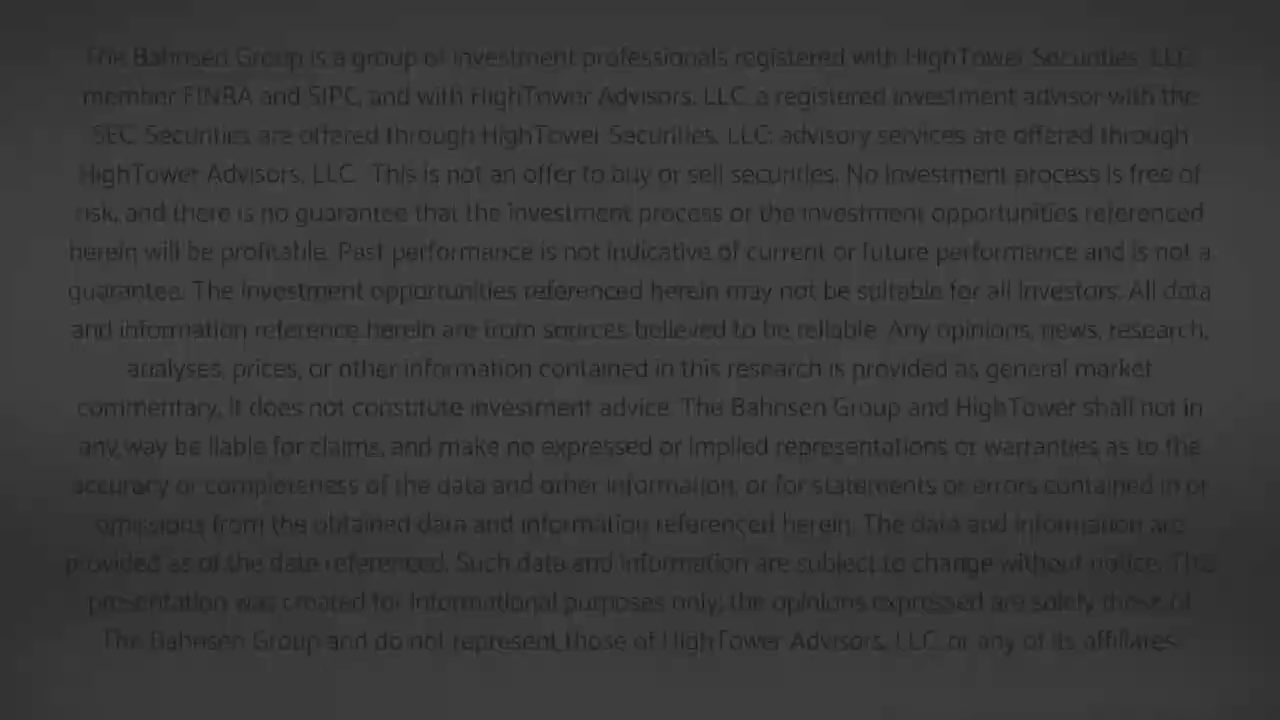 The Bahnsen Group is a group of investment professionals registered with HighTower Securities, LLC,
member FINRA and SIPC, and with HighTower Advisors, LLC, a registered investment advisor with the
SEC. Securities are offered through HighTower Securities, LLC; advisory services are offered through
HighTower Advisors, LLC. This is not an offer to buy or sell securities. No investment process is free of
risk, and there is no guarantee that the investment process or the investment opportunities referenced
herein will be profitable. Past performance is not indicative of current or future performance and is not a
guarantee. The investment opportunities referenced herein may not be suitable for all investors. All data
and information reference herein are from sources believed to be reliable. Any opinions, news, research,
analyses, prices, or other information contained in this research is provided as general market
commentary, it does not constitute investment advice. The Bahnsen Group and HighTower shall not in
any way be liable for claims, and make no expressed or implied representations or warranties as to the
accuracy or completeness of the data and other information, or for statements or errors contained in or
omissions from the obtained data and information referenced herein. The data and information are
provided as of the date referenced. Such data and information are subject to change without notice. This
presentation was created for informational purposes only; the opinions expressed are solely those of
The Bahnsen Group and do not represent those of HighTower Advisors, LLC, or any of its affiliates.